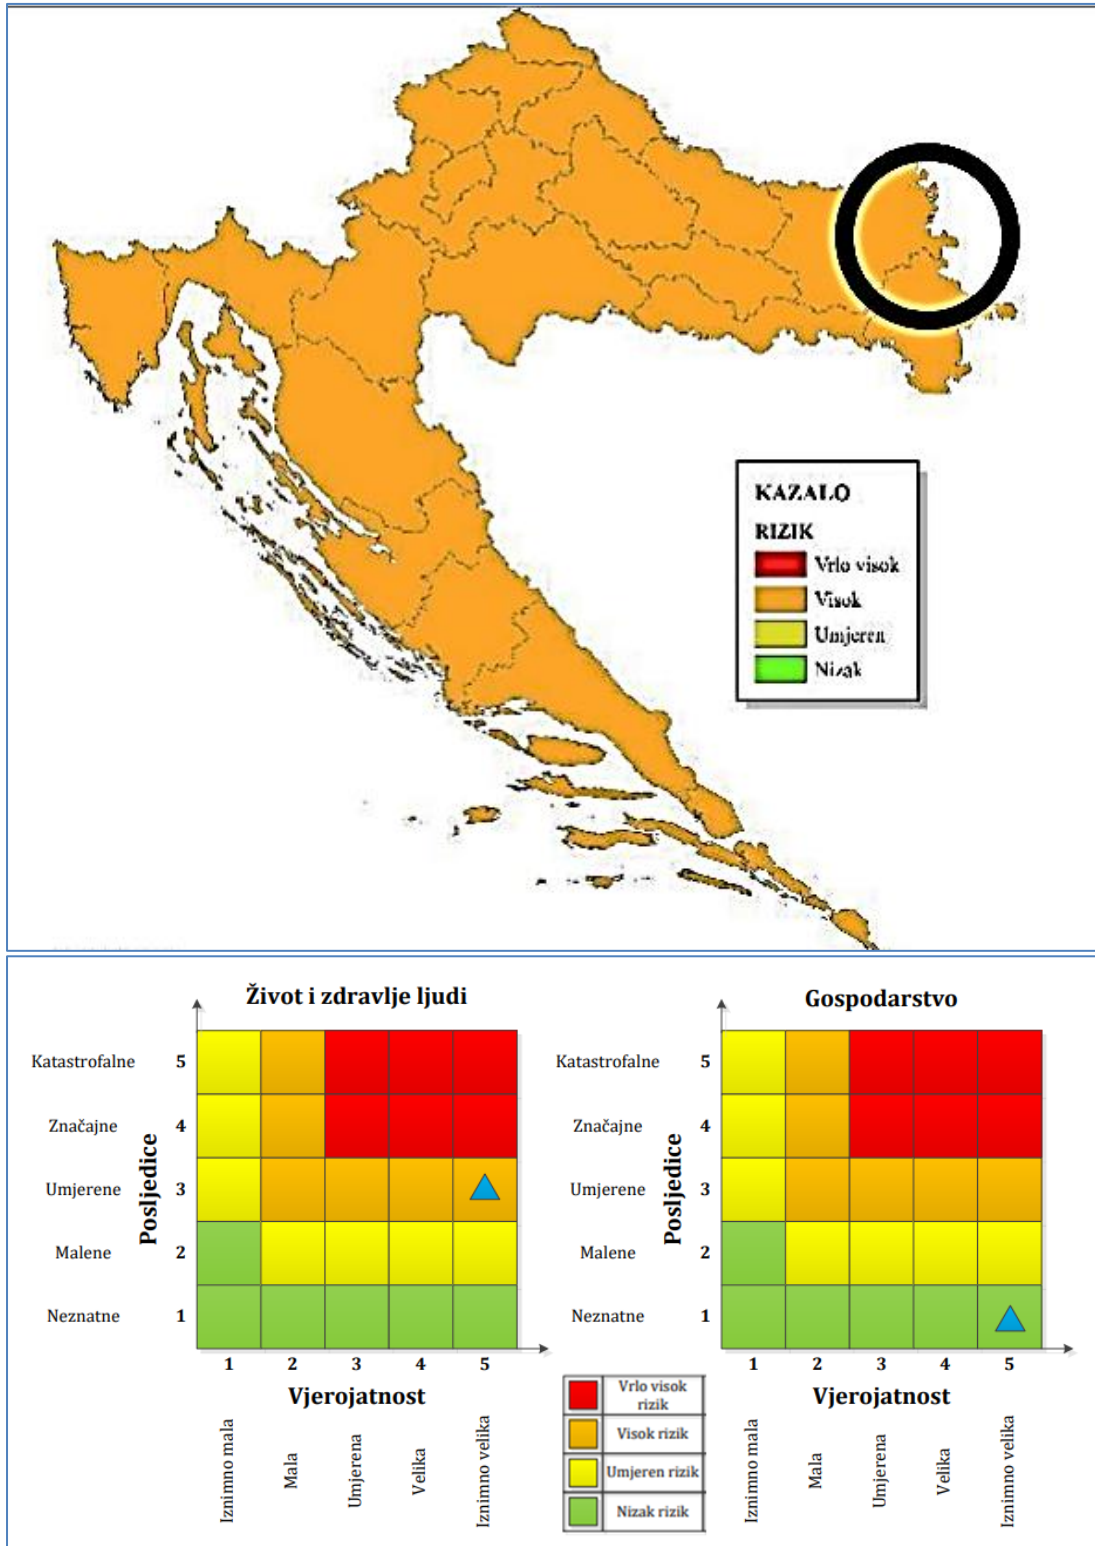 KAZALO
RIZIK
Vrlo visok
Visok
Umjeren
Nizak
Život i zdravlje ljudi
Posljedice
Katastrofalne 5
Značajne 4
Umjerene 3
Malene 2
Neznatne 1
1 2 3 4 5
Vjerojatnost
Iznimno mala
Mala
Umjerena
Velika
Iznimno velika
Gospodarstvo
Posljedice
Katastrofalne 5
Značajne 4
Umjerene 3
Malene 2
Neznatne 1
1 2 3 4 5
Vjerojatnost
Iznimno mala
Mala
Umjerena
Velika
Iznimno velika
Vrlo visok
rizik
Visok rizik
Umjeren rizik
Nizak rizik